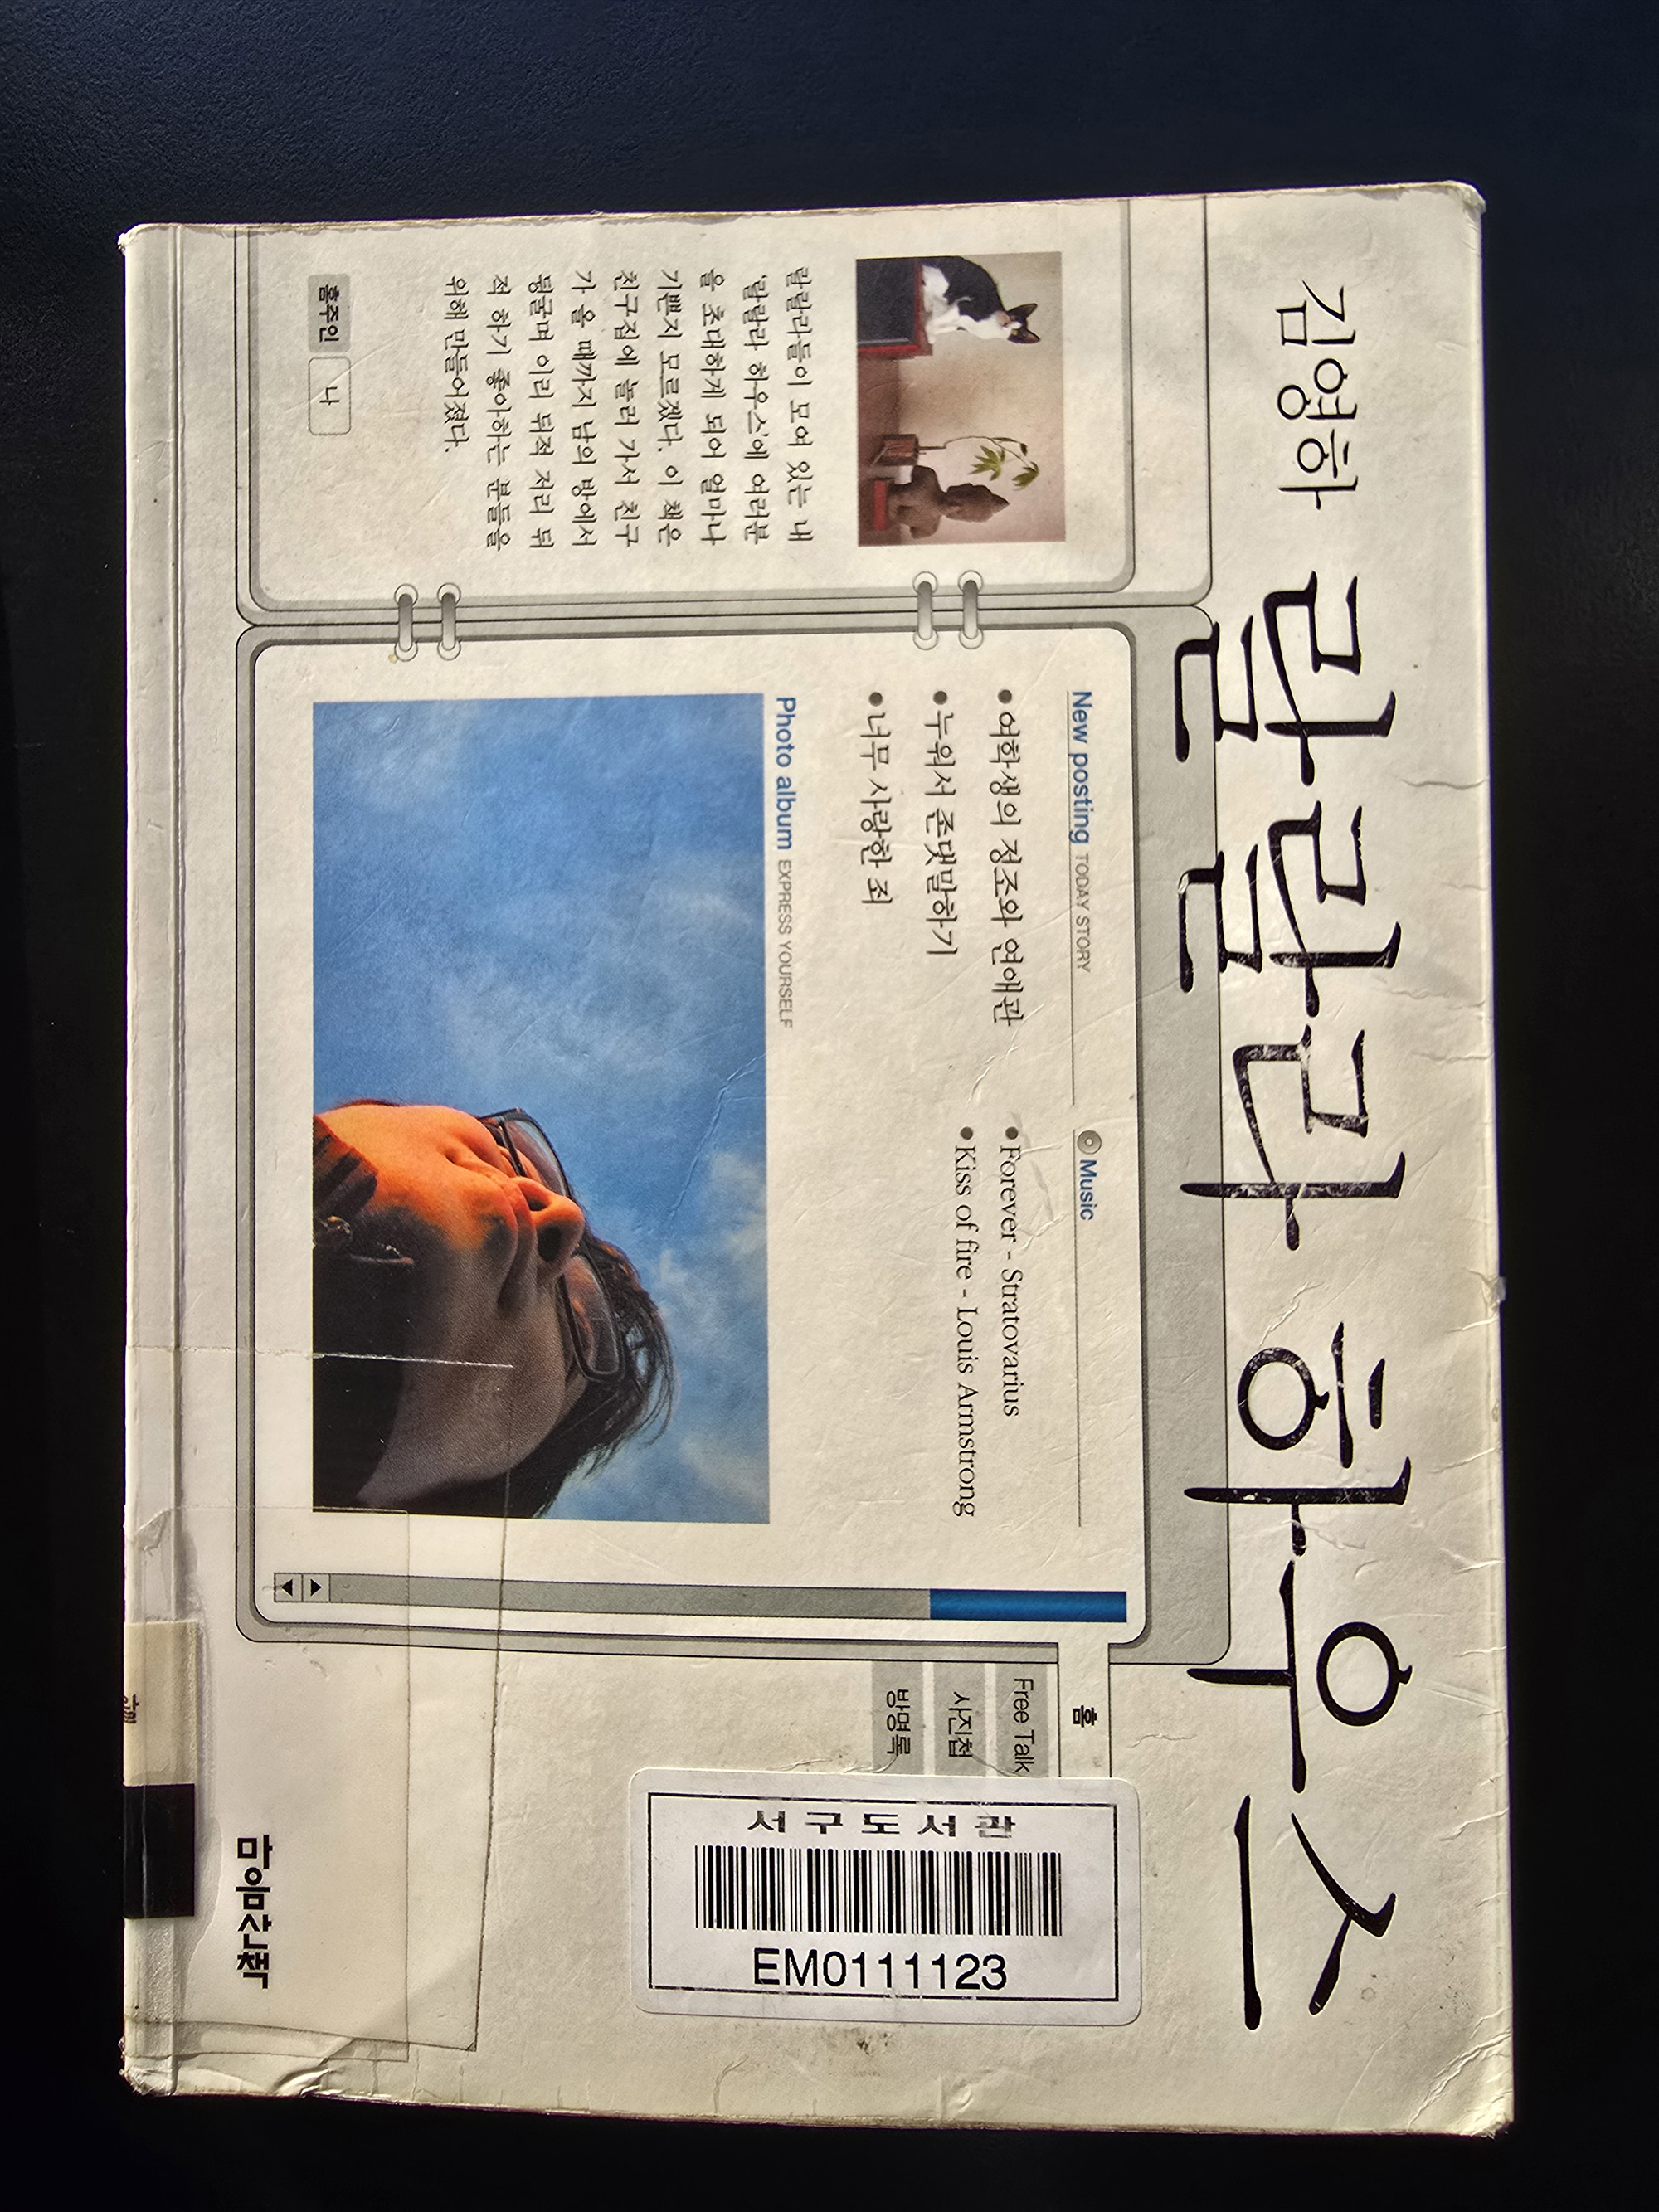 김영하 랄랄라 하우스
랄랄라들이 모여 있는 내
'랄랄라 하우스'에 여러분
을 초대하게 되어 얼마나
기쁜지 모르겠다. 이 책은
친구집에 놀러 가서 친구
가 올 때까지 남의 방에서
뒹굴며 이리 뒤적 저리 뒤
적 하기 좋아하는 분들을
위해 만들어졌다.
홈주인 나
New posting TODAY STORY
•여학생의 정조와 연애관
•누워서 존댓말하기
•너무 사랑한 죄
Music
•Forever - Stratovarius
•Kiss of fire - Louis Armstrong
Photo album EXPRESS YOURSELF
홈
Free Talk
사진첩
방명록
서구도서관
EM0111123
마음산책